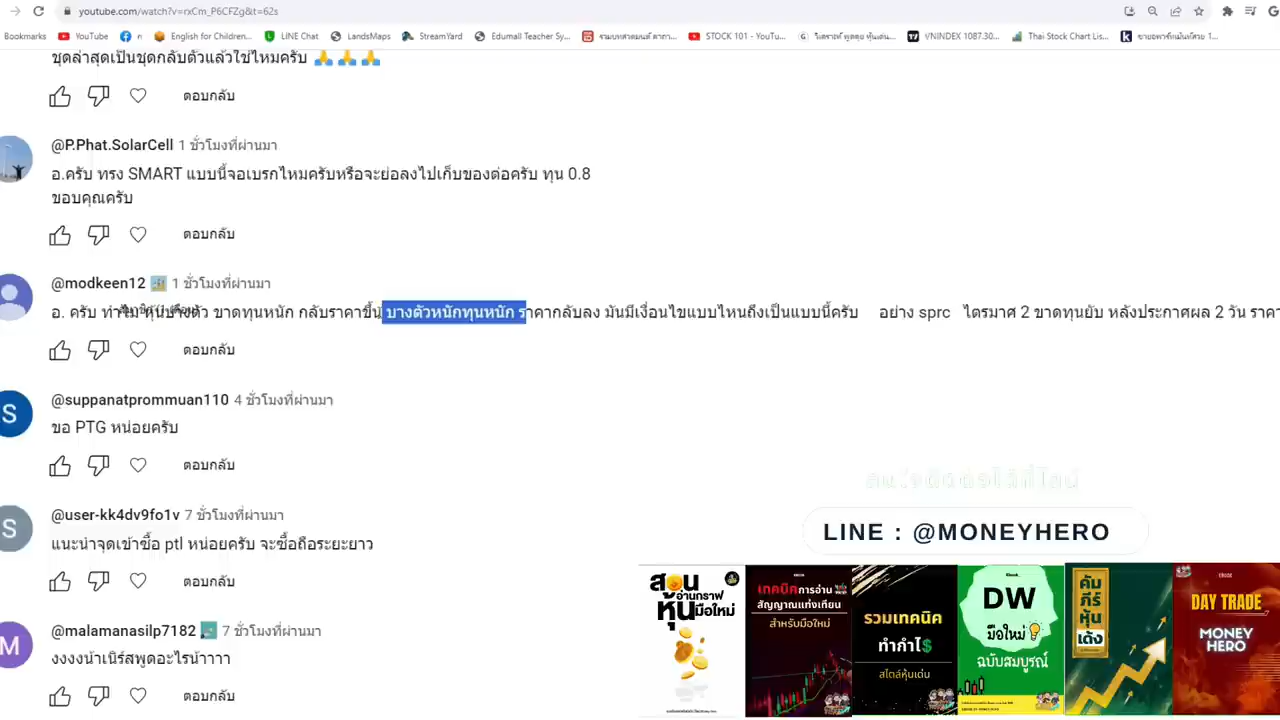 youtube.com/watch?v=rxCm_P6CFZg&t=62s
Bookmarks YouTube n English for Children... LINE Chat LandsMaps StreamYard Edumall Teacher Sy... STOCK 101 - YouTu... Thai Stock Chart Lis...
ชุดล่าสุดเป็นชุดกลับตัวแล้วใช่ไหมครับ 🙏🙏🙏
ตอบกลับ
@P.Phat.SolarCell 1 ชั่วโมงที่ผ่านมา
อ.ครับ ทรง SMART แบบนี้จอเบรกไหมครับหรือจะย่อลงไปเก็บของต่อครับ ทุน 0.8
ขอบคุณครับ
ตอบกลับ
@modkeen12 1 ชั่วโมงที่ผ่านมา
อ. ครับ ขาดทุนหนัก กลับราคาขึ้น บางตัวหนักทุนหนัก ราคากลับลง มันมีเงื่อนไขแบบไหนถึงเป็นแบบนี้ครับ อย่าง sprc ไตรมาศ 2 ขาดทุนยับ หลังประกาศผล 2 วัน ราคา
ตอบกลับ
@suppanatprommuan110 4 ชั่วโมงที่ผ่านมา
ขอ PTG หน่อยครับ
ตอบกลับ
@user-kk4dv9fo1v 7 ชั่วโมงที่ผ่านมา
แนะนำจุดเข้าซื้อ ptl หน่อยครับ จะซื้อถือระยะยาว
ตอบกลับ
@malamanasilp7182 7 ชั่วโมงที่ผ่านมา
งงงงน้าเนิร์สพูดอะไรน้าาาา
ตอบกลับ
LINE : @MONEYHERO
สอน
อ่านกราฟ
หุ้นมือใหม่
เทคนิคการอ่าน
สัญญาณแท่งเทียน
สำหรับมือใหม่
รวมเทคนิค
ทำกำไ$
สไตล์หุ้นเด่น
DW
มือใหม่
ฉบับสมบูรณ์
คัม
ภีร์
หุ้น
เด้ง
DAY TRADE
MONEY
HERO